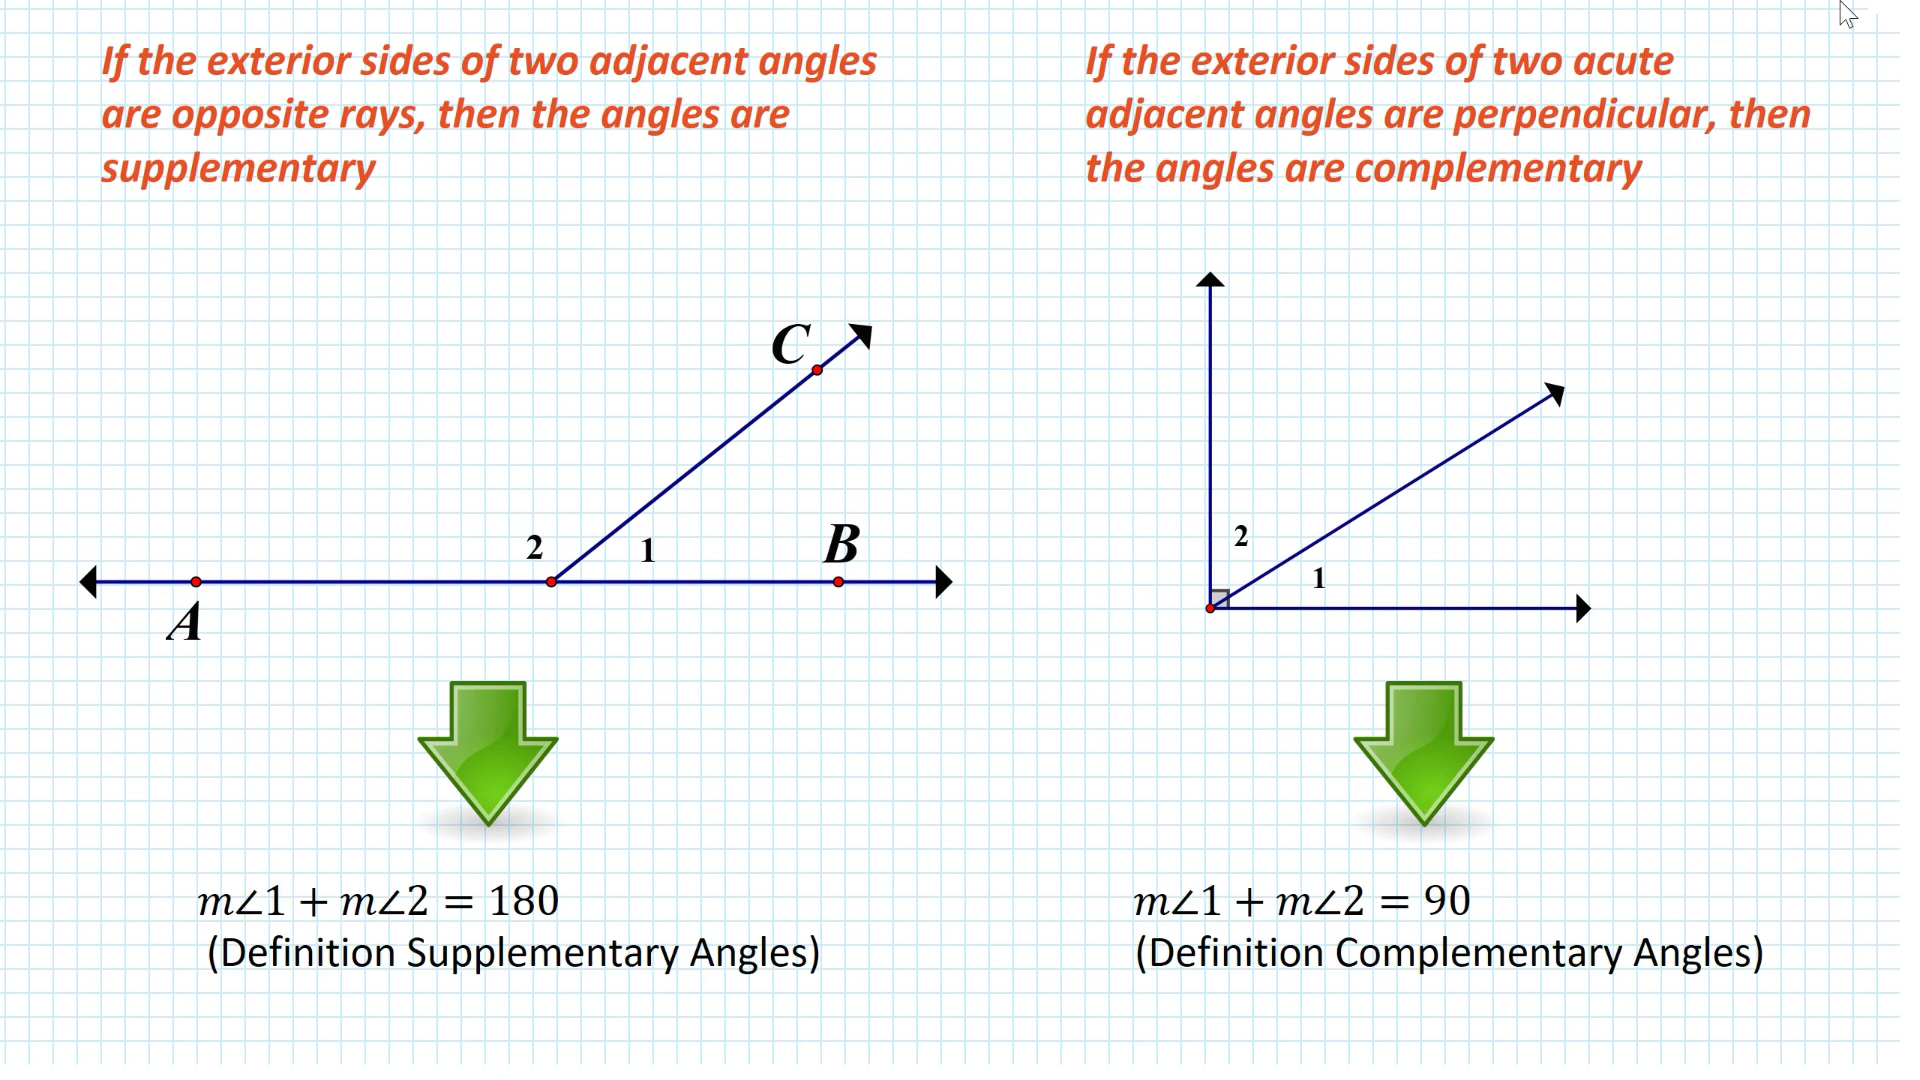 If the exterior sides of two adjacent angles
are opposite rays, then the angles are
supplementary
C
2
1
B
A
m∠1 + m∠2 = 180
(Definition Supplementary Angles)
If the exterior sides of two acute
adjacent angles are perpendicular, then
the angles are complementary
2
1
m∠1 + m∠2 = 90
(Definition Complementary Angles)